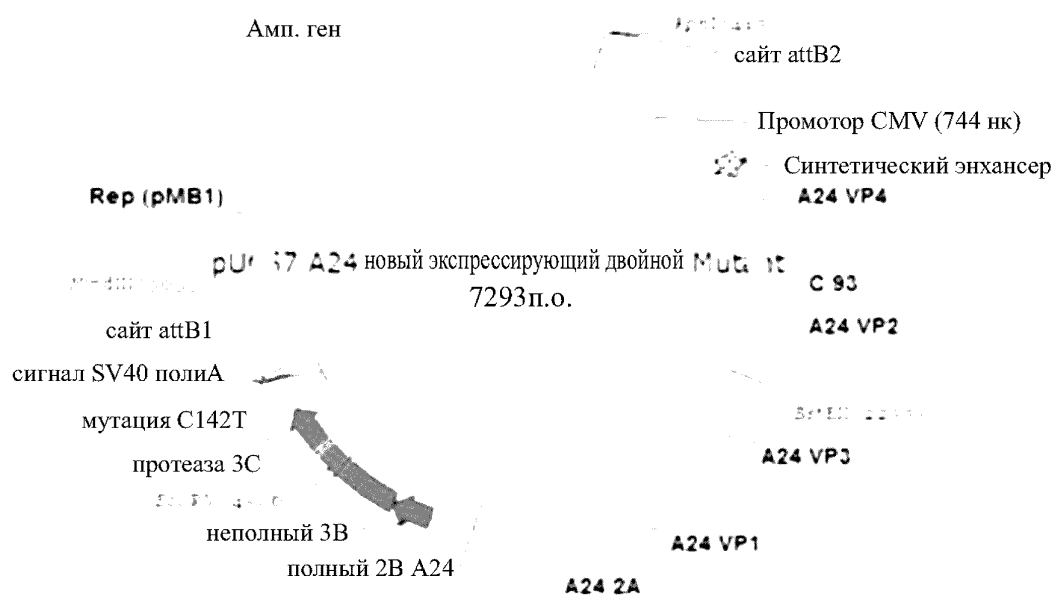 Амп. ген
сайт attB2
Промотор CMV (744 нк)
Синтетический энхансер
Rep (pMB1)
A24 VP4
A24 новый экспрессирующий двойной
7293п.о.
C 93
сайт attB1
A24 VP2
сигнал SV40 полиА
мутация C142T
протеаза 3C
A24 VP3
неполный 3B
A24 VP1
полный 2B A24
A24 2A